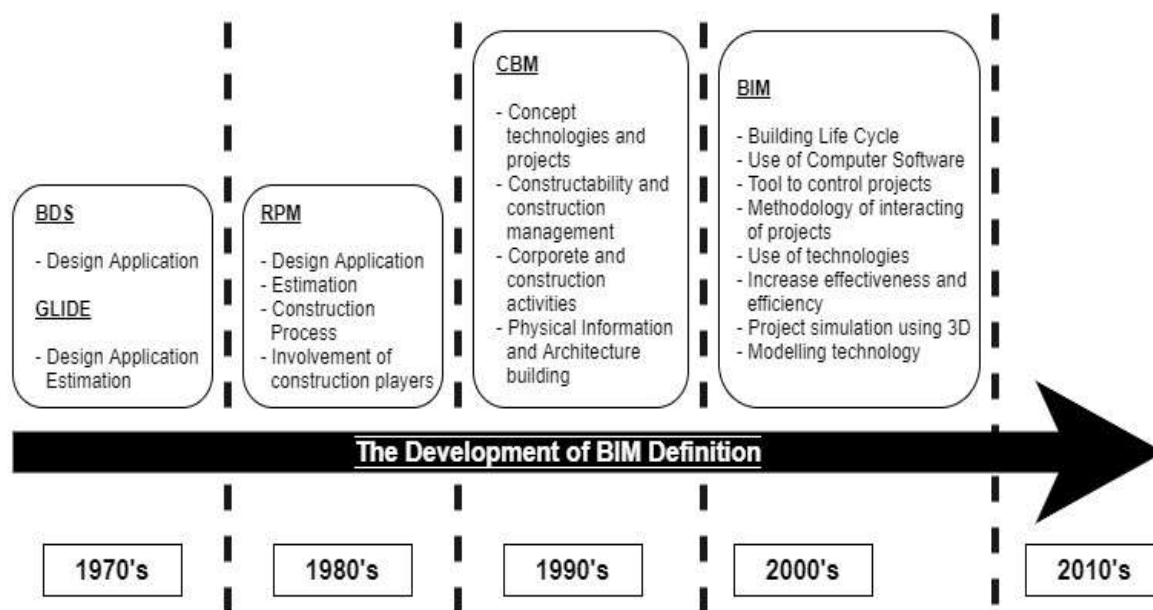 BDS
- Design Application
GLIDE
- Design Application
Estimation
RPM
- Design Application
- Estimation
- Construction
Process
- Involvement of
construction players
CBM
- Concept
technologies and
projects
- Constructability and
construction
management
- Corporete and
construction
activities
- Physical Information
and Architecture
building
BIM
- Building Life Cycle
- Use of Computer Software
- Tool to control projects
- Methodology of interacting
of projects
- Use of technologies
- Increase effectiveness and
efficiency
- Project simulation using 3D
- Modelling technology
The Development of BIM Definition
1970's
1980's
1990's
2000's
2010's